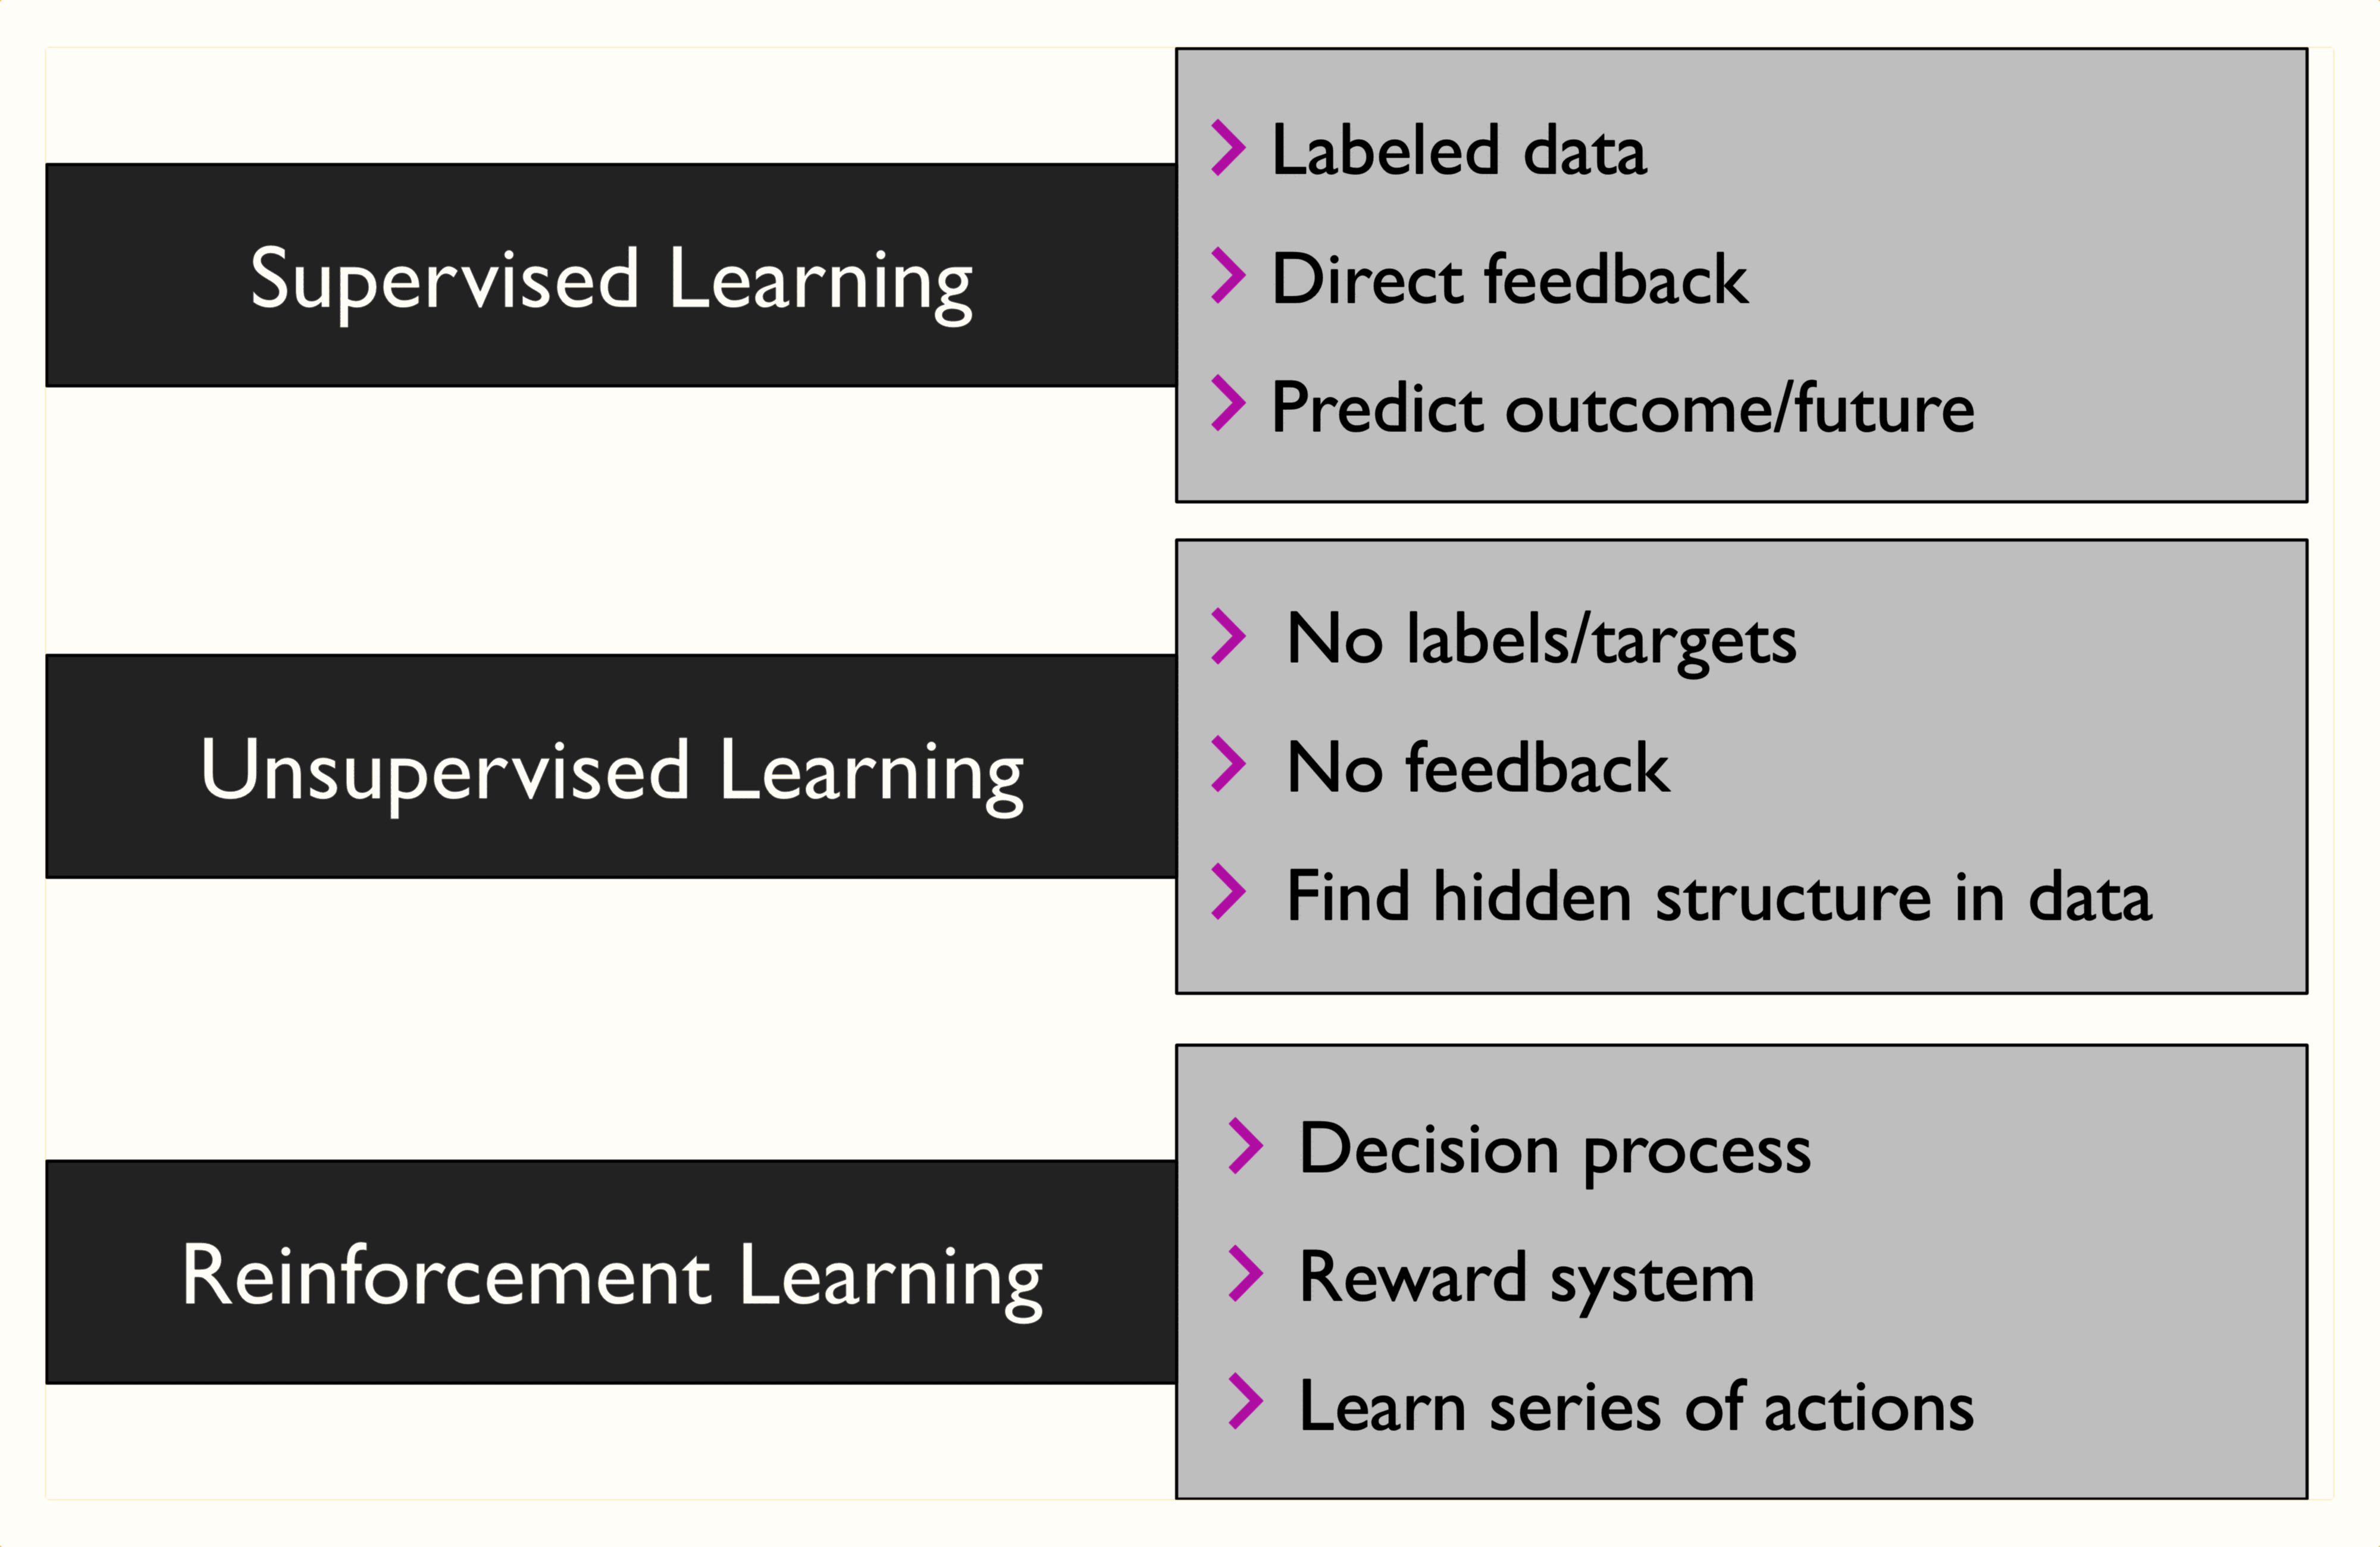 Supervised Learning
Labeled data
Direct feedback
Predict outcome/future
Unsupervised Learning
No labels/targets
No feedback
Find hidden structure in data
Reinforcement Learning
Decision process
Reward system
Learn series of actions